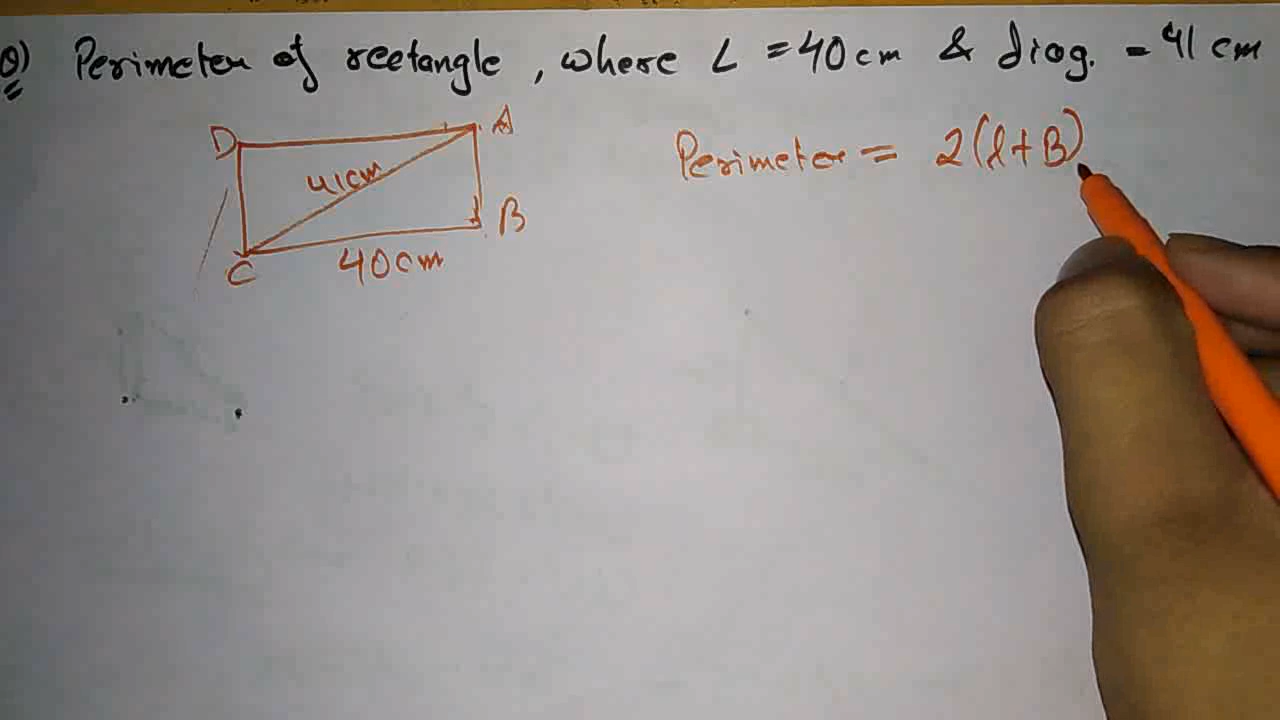 Q) Perimeter of rectangle, where L = 40 cm & diag. = 41 cm
D A
41cm
Perimeter = 2(l+B)
B
C 40cm